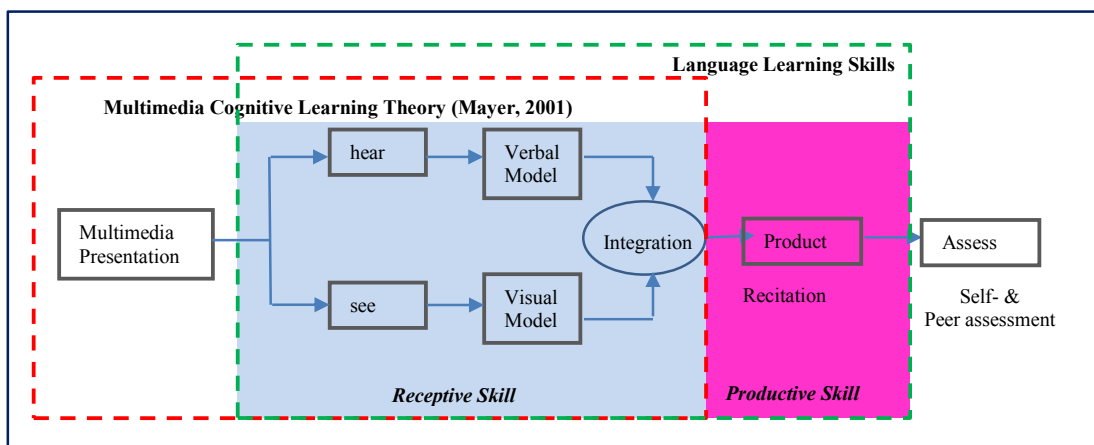 Language Learning Skills
Multimedia Cognitive Learning Theory (Mayer, 2001)
hear
Verbal
Model
Multimedia
Presentation
Integration
Product
Assess
see
Visual
Model
Recitation
Self- &
Peer assessment
Receptive Skill
Productive Skill